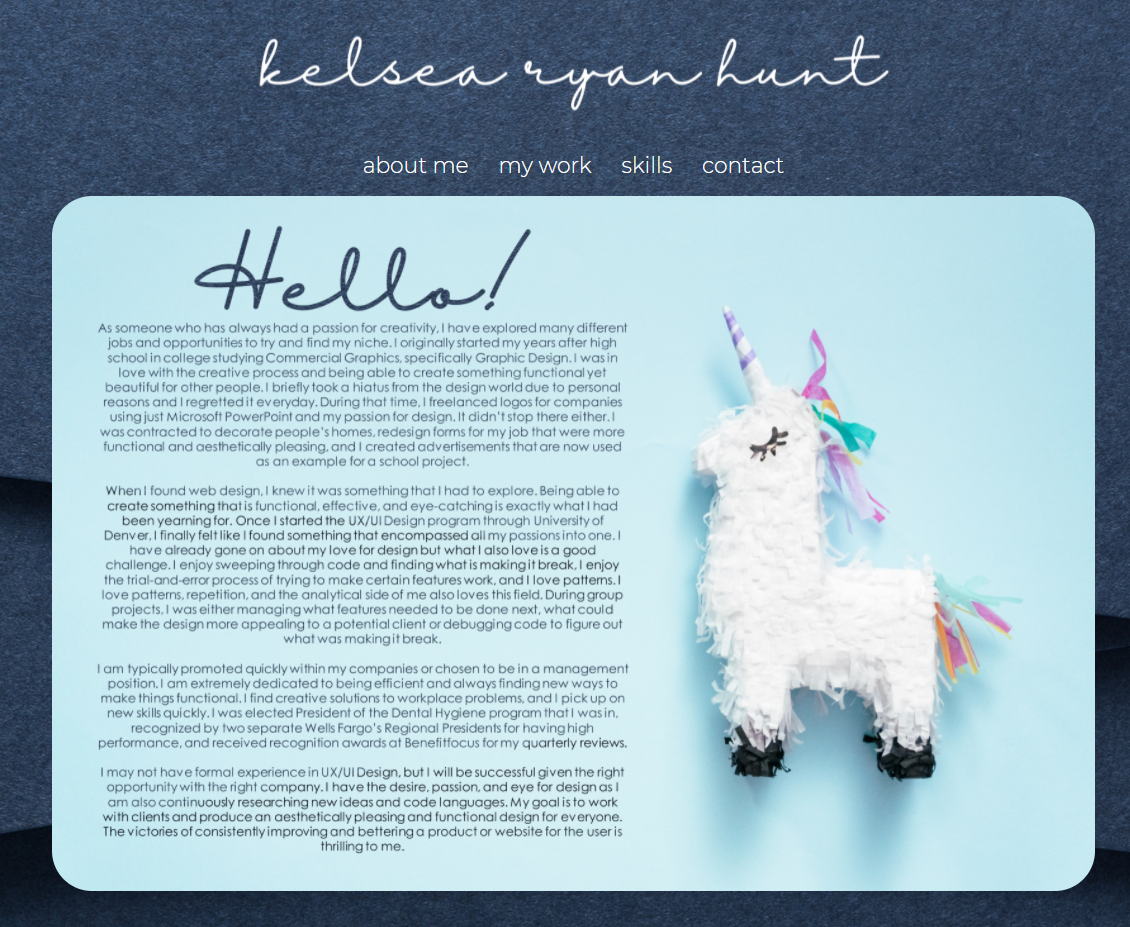 kelsea ryan hunt
about me my work skills contact
Hello!
As someone who has always had a passion for creativity, I have explored many different
jobs and opportunities to try and find my niche. I originally started my years after high
school in college studying Commercial Graphics, specifically Graphic Design. I was in
love with the creative process and being able to create something functional yet
beautiful for other people. I briefly took a hiatus from the design world due to personal
reasons and I regretted it everyday. During that time, I freelanced logos for companies
using just Microsoft PowerPoint and my passion for design. It didn't stop there either. I
was contracted to decorate people's homes, redesign forms for my job that were more
functional and aesthetically pleasing, and I created advertisements that are now used
as an example for a school project.
When I found web design, I knew it was something that I had to explore. Being able to
create something that is functional, effective, and eye-catching is exactly what I had
been yearning for. Once I started the UX/UI Design program through University of
Denver, I finally felt like I found something that encompassed all my passions into one. I
have already gone on about my love for design but what I also love is a good
challenge. I enjoy sweeping through code and finding what is making it break, I enjoy
the trial-and-error process of trying to make certain features work, and I love patterns. I
love patterns, repetition, and the analytical side of me also loves this field. During group
projects, I was either managing what features needed to be done next, what could
make the design more appealing to a potential client or debugging code to figure out
what was making it break.
I am typically promoted quickly within my companies or chosen to be in a management
position. I am extremely dedicated to being efficient and always finding new ways to
make things functional. I find creative solutions to workplace problems, and I pick up on
new skills quickly. I was elected President of the Dental Hygiene program that I was in,
recognized by two separate Wells Fargo's Regional Presidents for having high
performance, and received recognition awards at Benefitfocus for my quarterly reviews.
I may not have formal experience in UX/UI Design, but I will be successful given the right
opportunity with the right company. I have the desire, passion, and eye for design as I
am also continuously researching new ideas and code languages. My goal is to work
with clients and produce an aesthetically pleasing and functional design for everyone.
The victories of consistently improving and bettering a product or website for the user is
thrilling to me.